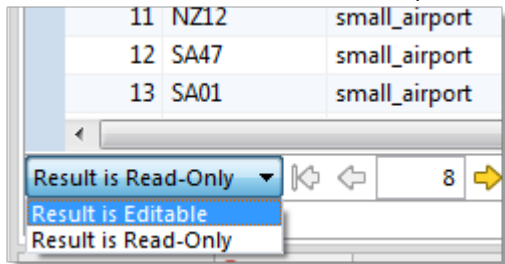 11 NZ12 small_airport
12 SA47 small_airport
13 SA01 small_airport
Result is Read-Only 8
Result is Editable
Result is Read-Only